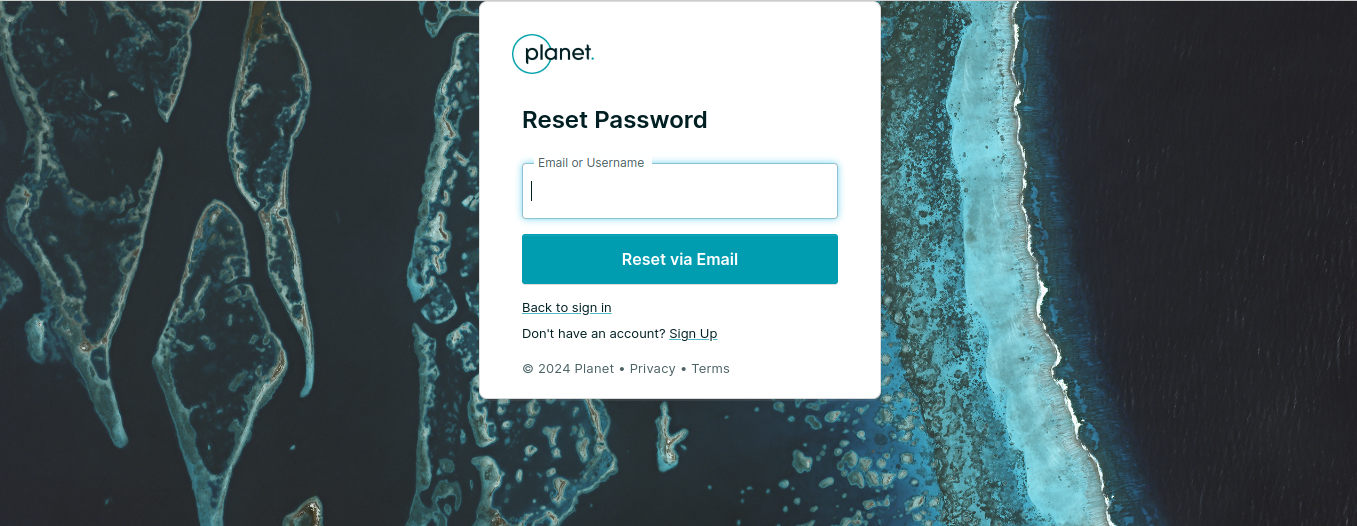 planet.
Reset Password
Email or Username
Reset via Email
Back to sign in
Don't have an account? Sign Up
© 2024 Planet • Privacy • Terms